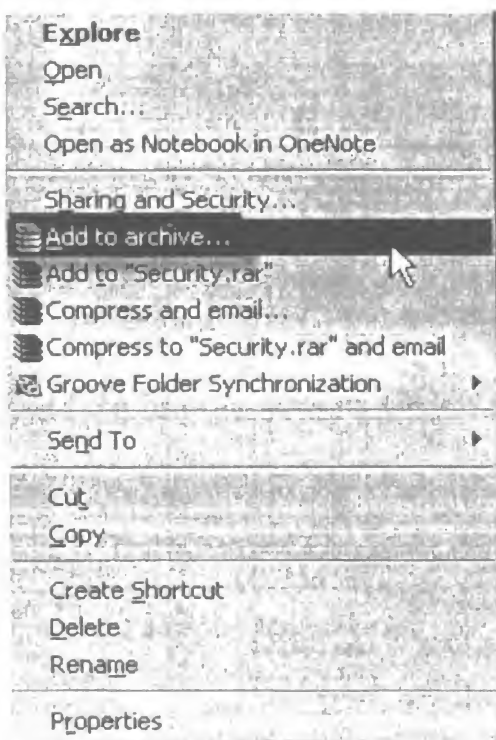 Explore
Open
Search...
Open as Notebook in OneNote
Sharing and Security...
Add to archive...
Add to "Security.rar"
Compress and email...
Compress to "Security.rar" and email
Groove Folder Synchronization
Send To
Cut
Copy
Create Shortcut
Delete
Rename
Properties